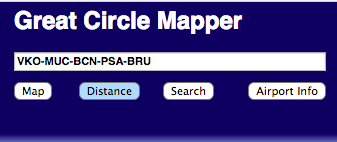 Great Circle Mapper
VKO-MUC-BCN-PSA-BRU
Map Distance Search Airport Info